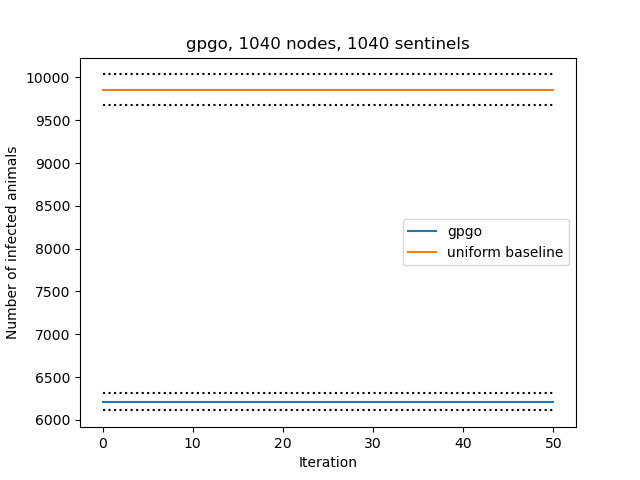 gpgo, 1040 nodes, 1040 sentinels
10000
9500
9000
8500
8000
7500
7000
6500
6000
Number of infected animals
gpgo
uniform baseline
0 10 20 30 40 50
Iteration